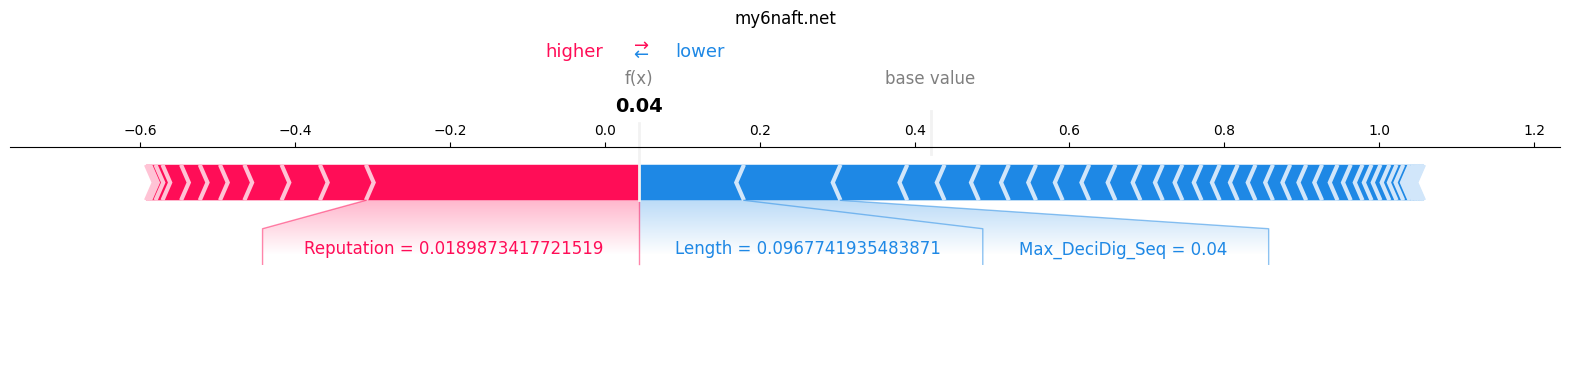 my6naft.net
higher ⇄ lower
f(x) base value
0.04
−0.6 −0.4 −0.2 0.0 0.2 0.4 0.6 0.8 1.0 1.2
Reputation = 0.0189873417721519 Length = 0.0967741935483871 Max_DeciDig_Seq = 0.04